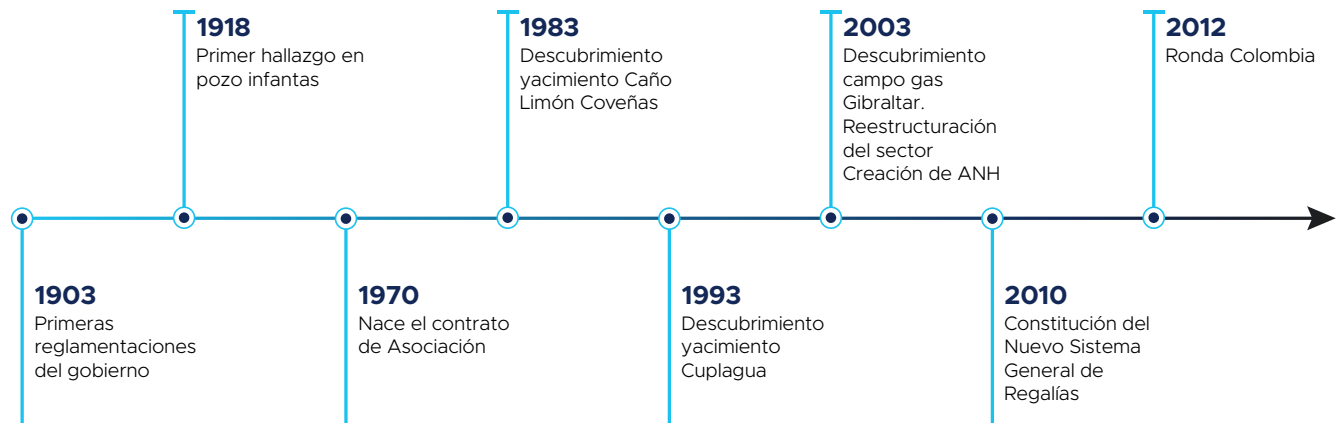 1918
Primer hallazgo en
pozo infantas
1983
Descubrimiento
yacimiento Caño
Limón Coveñas
2003
Descubrimiento
campo gas
Gibraltar.
Reestructuración
del sector
Creación de ANH
2012
Ronda Colombia
1903
Primeras
reglamentaciones
del gobierno
1970
Nace el contrato
de Asociación
1993
Descubrimiento
yacimiento
Cuplagua
2010
Constitución del
Nuevo Sistema
General de
Regalías